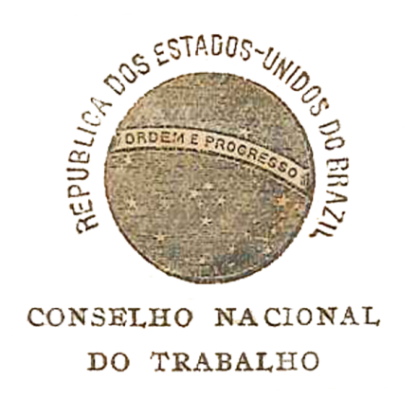 REPUBLICA DOS ESTADOS-UNIDOS DO BRAZIL
ORDEM E PROGRESSO
CONSELHO NACIONAL
DO TRABALHO